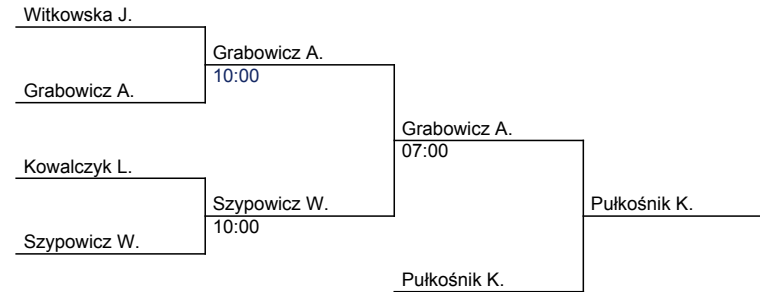 Witkowska J.
Grabowicz A.
10:00
Grabowicz A.
Grabowicz A.
07:00
Kowalczyk L.
Szypowicz W.
Pułkośnik K.
10:00
Szypowicz W.
Pułkośnik K.